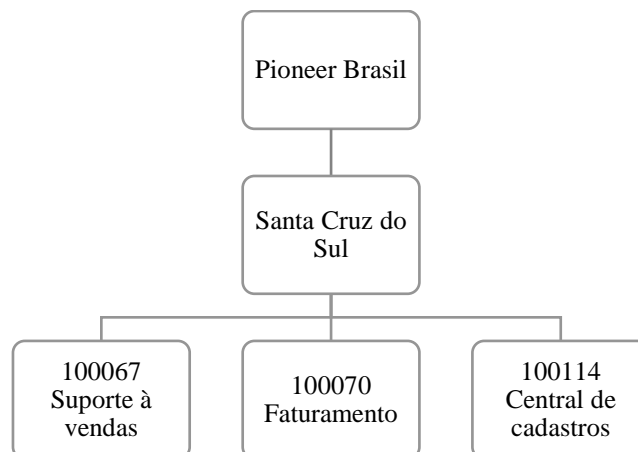 Pioneer Brasil
Santa Cruz do
Sul
100067
Suporte à
vendas
100070
Faturamento
100114
Central de
cadastros